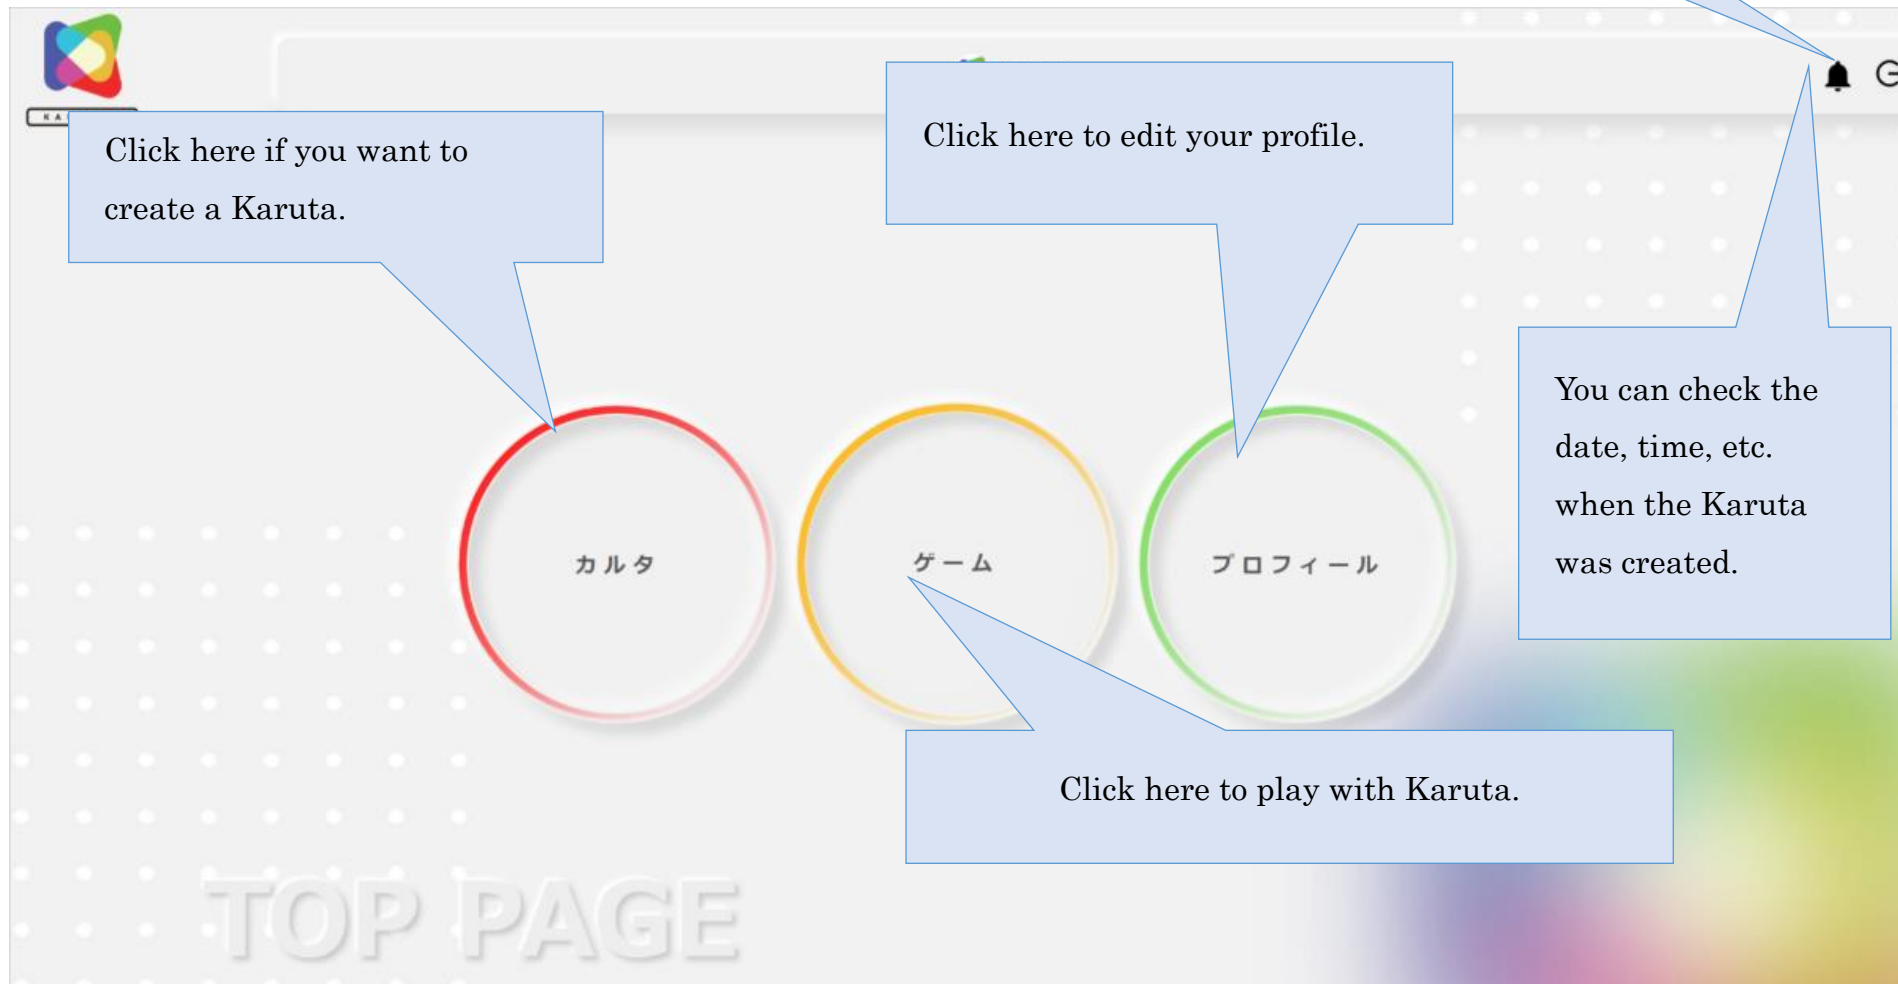 Click here if you want to
create a Karuta.
Click here to edit your profile.
You can check the
date, time, etc.
when the Karuta
was created.
カルタ
ゲーム
プロフィール
Click here to play with Karuta.
TOP PAGE